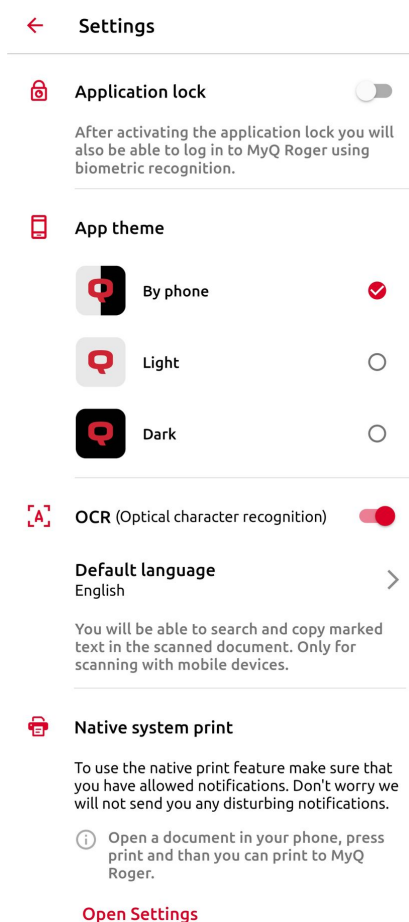 Settings
Application lock
After activating the application lock you will
also be able to log in to MyQ Roger using
biometric recognition.
App theme
By phone
Light
Dark
OCR (Optical character recognition)
Default language
English
You will be able to search and copy marked
text in the scanned document. Only for
scanning with mobile devices.
Native system print
To use the native print feature make sure that
you have allowed notifications. Don't worry we
will not send you any disturbing notifications.
Open a document in your phone, press
print and than you can print to MyQ
Roger.
Open Settings